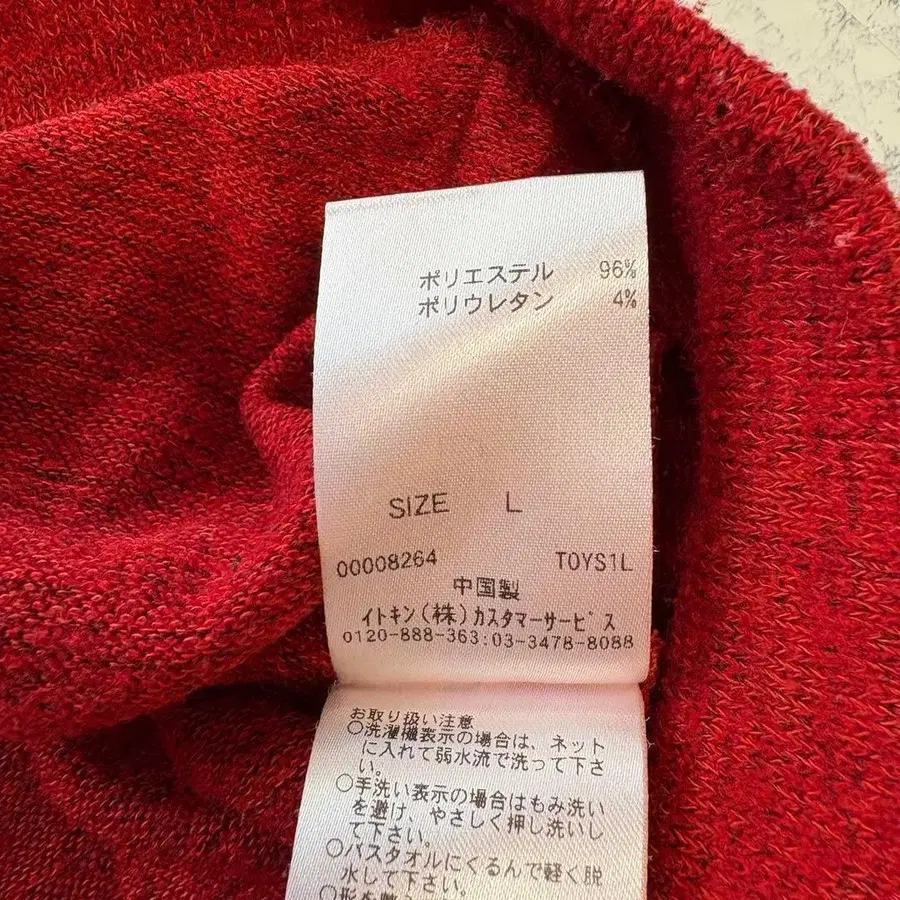 ポリエステル 96%
ポリウレタン 4%
SIZE L
00008264 TOYS1L
中国製
イトキン(株)カスタマーサービス
0120-888-363:03-3478-8088
お取り扱い注意
○洗濯機表示の場合は、ネット
に入れて弱水流で洗って下さ
い。
○手洗い表示の場合はもみ洗い
を避け、やさしく押し洗いし
て下さい。
○バスタオルにくるんで軽く脱
水して下さい。
○形を整え